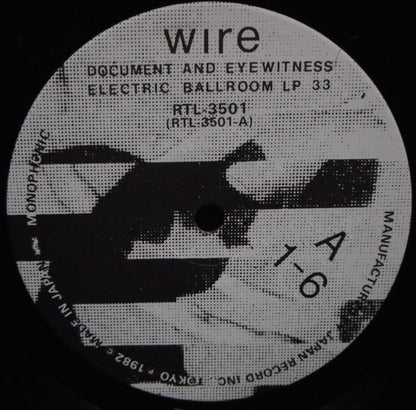 wire
DOCUMENT AND EYEWITNESS
ELECTRIC BALLROOM LP 33
RTL-3501
(RTL-3501-A)
MONOPHONIC
A
1-6
JAPAN RECORD INC
TOKYO P 1982 © MADE IN JAPAN